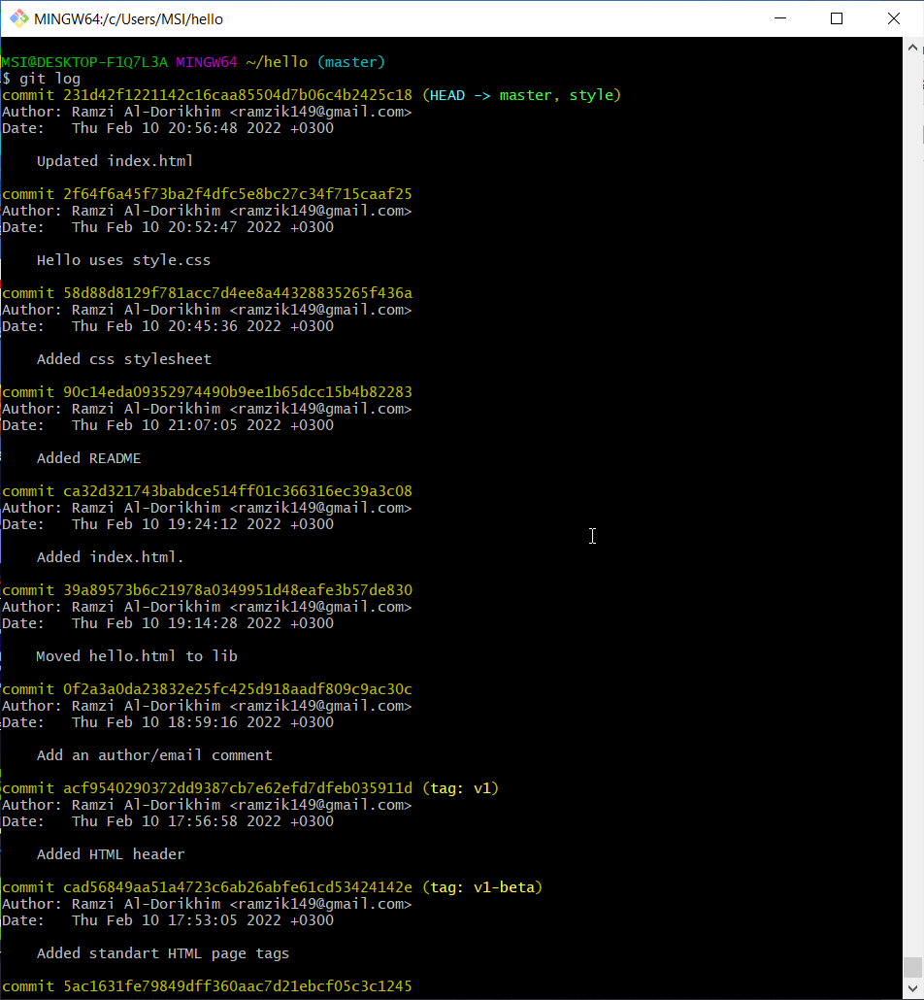 MINGW64:/c/Users/MSI/hello
MSI@DESKTOP-F1Q7L3A MINGW64 ~/hello (master)
$ git log
commit 231d42f1221142c16caa85504d7b06c4b2425c18 (HEAD -> master, style)
Author: Ramzi Al-Dorikhim <ramzik149@gmail.com>
Date:   Thu Feb 10 20:56:48 2022 +0300
    Updated index.html
commit 2f64f6a45f73ba2f4dfc5e8bc27c34f715caaf25
Author: Ramzi Al-Dorikhim <ramzik149@gmail.com>
Date:   Thu Feb 10 20:52:47 2022 +0300
    Hello uses style.css
commit 58d88d8129f781acc7d4ee8a44328835265f436a
Author: Ramzi Al-Dorikhim <ramzik149@gmail.com>
Date:   Thu Feb 10 20:45:36 2022 +0300
    Added css stylesheet
commit 90c14eda09352974490b9ee1b65dcc15b4b82283
Author: Ramzi Al-Dorikhim <ramzik149@gmail.com>
Date:   Thu Feb 10 21:07:05 2022 +0300
    Added README
commit ca32d321743babdce514ff01c366316ec39a3c08
Author: Ramzi Al-Dorikhim <ramzik149@gmail.com>
Date:   Thu Feb 10 19:24:12 2022 +0300
    Added index.html.
commit 39a89573b6c21978a0349951d48eafe3b57de830
Author: Ramzi Al-Dorikhim <ramzik149@gmail.com>
Date:   Thu Feb 10 19:14:28 2022 +0300
    Moved hello.html to lib
commit 0f2a3a0da23832e25fc425d918aadf809c9ac30c
Author: Ramzi Al-Dorikhim <ramzik149@gmail.com>
Date:   Thu Feb 10 18:59:16 2022 +0300
    Add an author/email comment
commit acf9540290372dd9387cb7e62efd7dfeb035911d (tag: v1)
Author: Ramzi Al-Dorikhim <ramzik149@gmail.com>
Date:   Thu Feb 10 17:56:58 2022 +0300
    Added HTML header
commit cad56849aa51a4723c6ab26abfe61cd53424142e (tag: v1-beta)
Author: Ramzi Al-Dorikhim <ramzik149@gmail.com>
Date:   Thu Feb 10 17:53:05 2022 +0300
    Added standart HTML page tags
commit 5ac1631fe79849dff360aac7d21ebcf05c3c1245